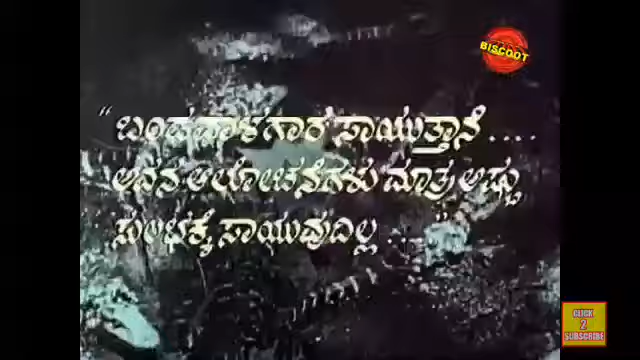 BISCOOT
“ ಬಂಡವಾಳಗಾರ ಸಾಯುತ್ತಾನೆ ....
ಅವನ ಆಲೋಚನೆಗಳು ಮಾತ್ರ ಅಷ್ಟು
ಸುಲಭಕ್ಕೆ ಸಾಯುವುದಿಲ್ಲ ... ”
CLICK
2
SUBSCRIBE